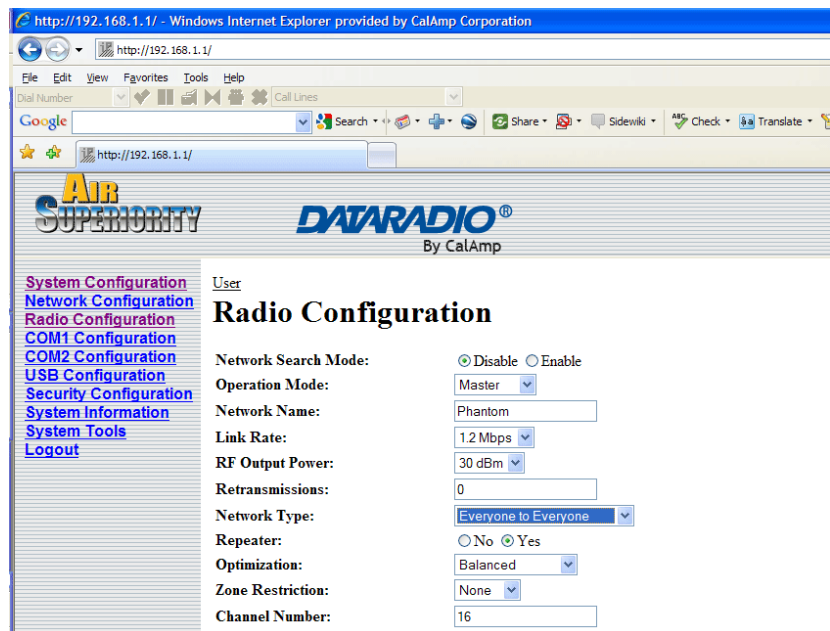 http://192.168.1.1/ - Windows Internet Explorer provided by CalAmp Corporation
http://192.168.1.1/
File Edit View Favorites Tools Help
Dial Number Call Lines
Google Search Share Sidewiki Check Translate
http://192.168.1.1/
AIR
SUPERIORITY
DATARADIO®
By CalAmp
System Configuration
Network Configuration
Radio Configuration
COM1 Configuration
COM2 Configuration
USB Configuration
Security Configuration
System Information
System Tools
Logout
User
Radio Configuration
Network Search Mode: Disable Enable
Operation Mode: Master
Network Name: Phantom
Link Rate: 1.2 Mbps
RF Output Power: 30 dBm
Retransmissions: 0
Network Type: Everyone to Everyone
Repeater: No Yes
Optimization: Balanced
Zone Restriction: None
Channel Number: 16